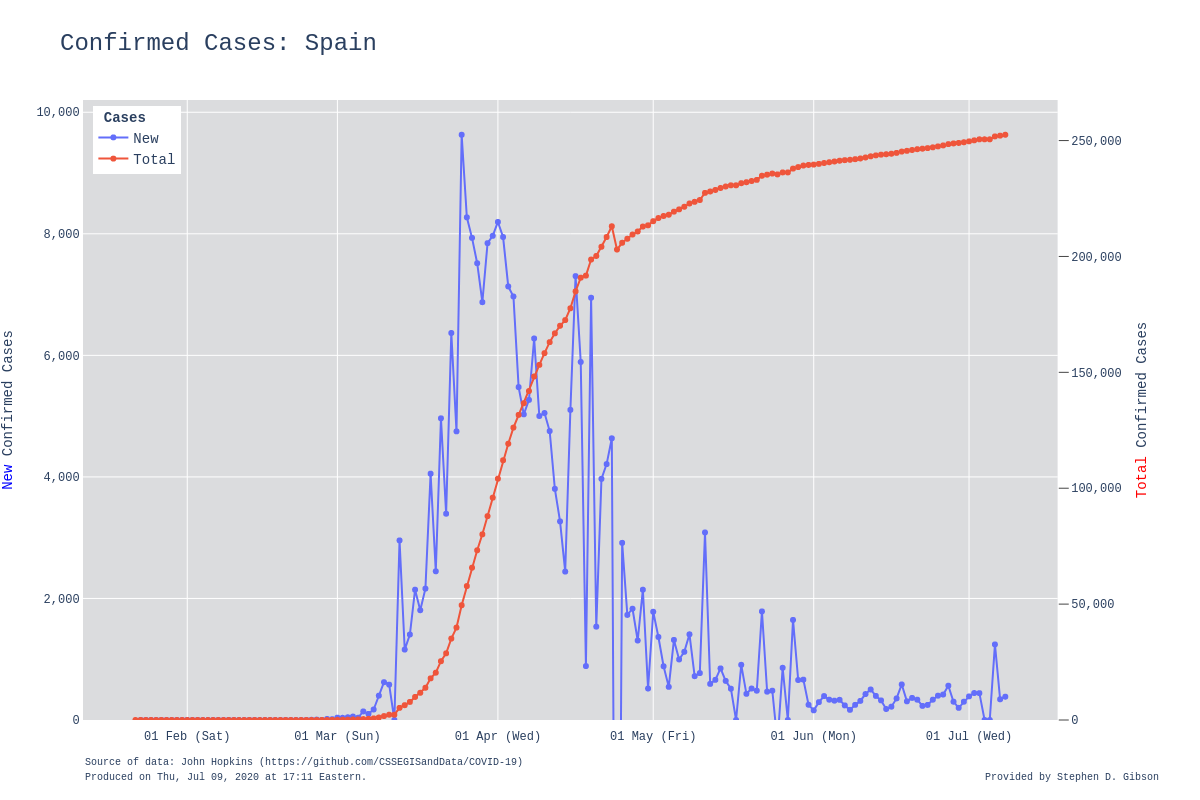 Confirmed Cases: Spain
Cases
New
Total
10,000
8,000
6,000
4,000
2,000
0
New Confirmed Cases
250,000
200,000
150,000
100,000
50,000
0
Total Confirmed Cases
01 Feb (Sat) 01 Mar (Sun) 01 Apr (Wed) 01 May (Fri) 01 Jun (Mon) 01 Jul (Wed)
Source of data: John Hopkins (https://github.com/CSSEGISandData/COVID-19)
Produced on Thu, Jul 09, 2020 at 17:11 Eastern.
Provided by Stephen D. Gibson